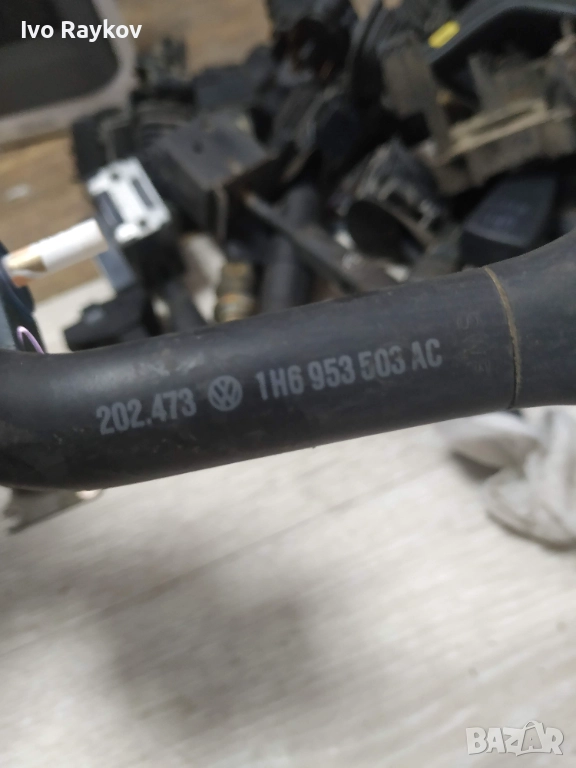 Ivo Raykov
202.473 1H6 953 503 AC
BAZAR